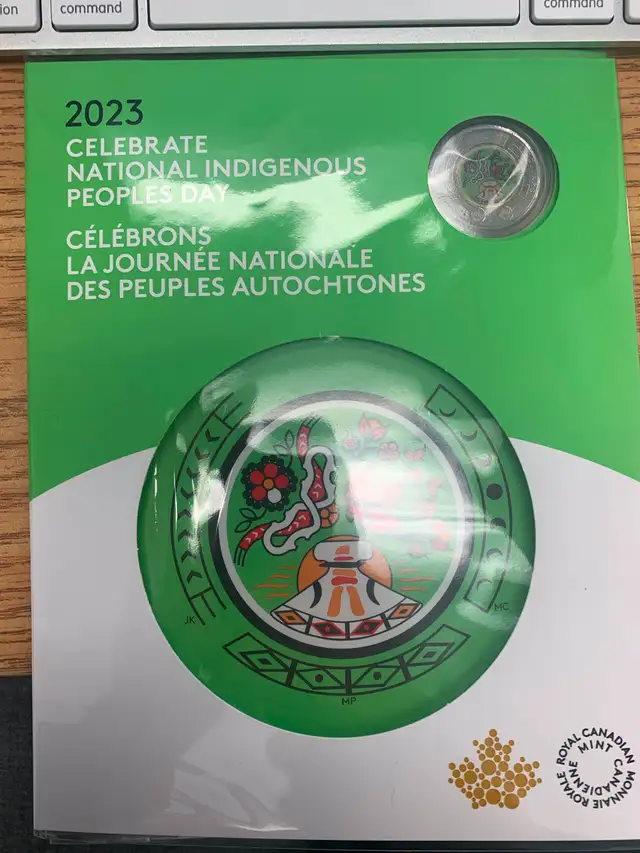 command
command
2023
CELEBRATE
NATIONAL INDIGENOUS
PEOPLES DAY
CÉLÉBRONS
LA JOURNÉE NATIONALE
DES PEUPLES AUTOCHTONES
JK
MC
MP
ROYAL CANADIAN MINT
MONNAIE ROYALE CANADIENNE